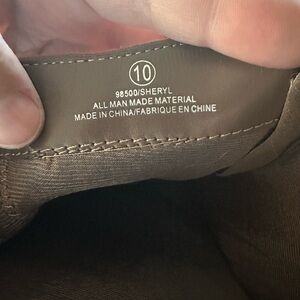 10
98500/SHERYL
ALL MAN MADE MATERIAL
MADE IN CHINA/FABRIQUE EN CHINE